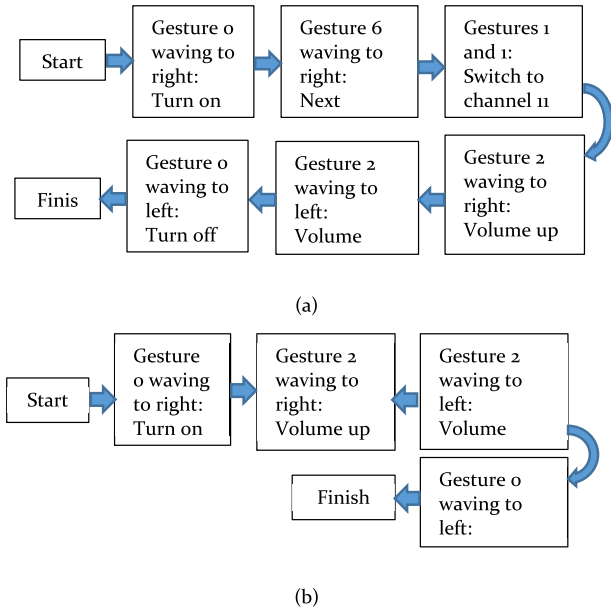 Start
Gesture 0
waving to
right:
Turn on
Gesture 6
waving to
right:
Next
Gestures 1
and 1:
Switch to
channel 11
Gesture 2
waving to
right:
Volume up
Gesture 2
waving to
left:
Volume
Gesture 0
waving to
left:
Turn off
Finis
(a)
Start
Gesture
0 waving
to right:
Turn on
Gesture 2
waving to
right:
Volume up
Gesture 2
waving to
left:
Volume
Gesture 0
waving to
left:
Finish
(b)